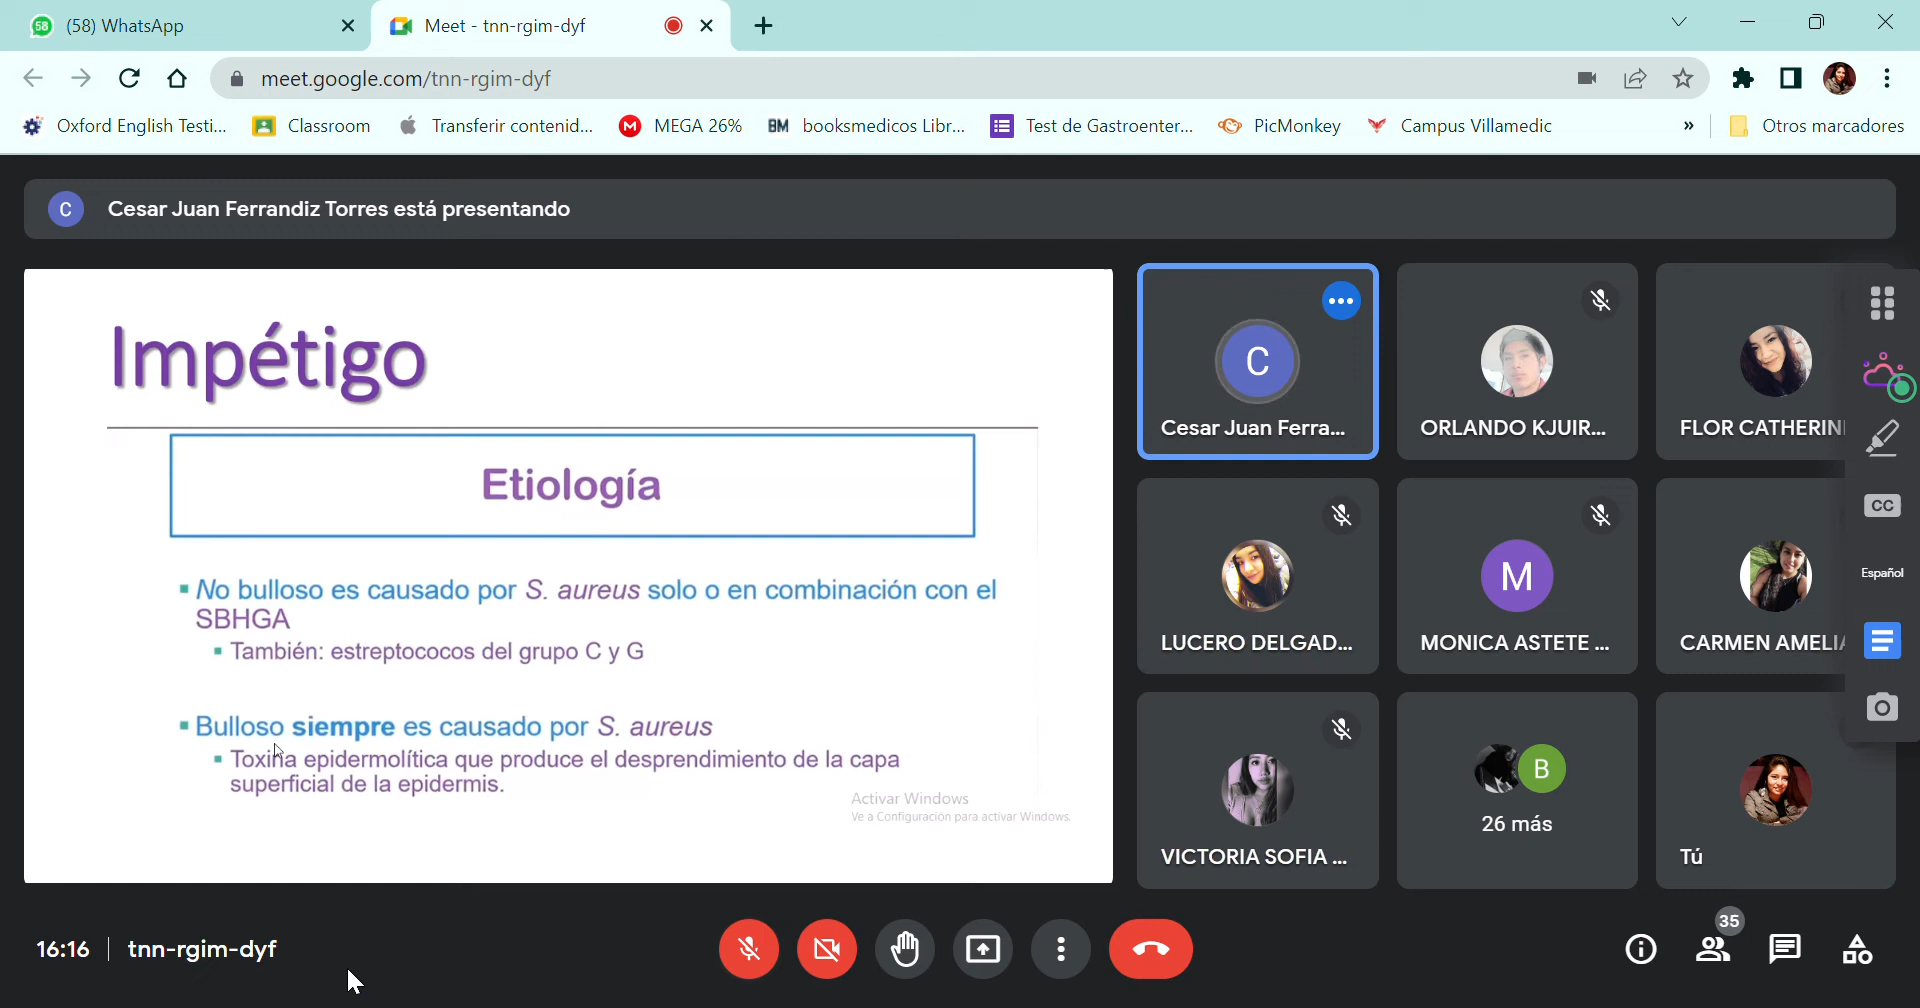 58
(58) WhatsApp
Meet - tnn-rgim-dyf
meet.google.com/tnn-rgim-dyf
Oxford English Testi...
Classroom
Transferir contenid...
MEGA 26%
BM booksmedicos Libr...
Test de Gastroenter...
PicMonkey
Campus Villamedic
»
Otros marcadores
C Cesar Juan Ferrandiz Torres está presentando
Impétigo
Etiología
No bulloso es causado por S. aureus solo o en combinación con el
SBHGA
También: estreptococos del grupo C y G
Bulloso siempre es causado por S. aureus
Toxina epidermolítica que produce el desprendimiento de la capa
superficial de la epidermis.
Activar Windows
Ve a Configuración para activar Windows.
C
Cesar Juan Ferra...
ORLANDO KJUIR...
FLOR CATHERIN
LUCERO DELGAD...
M
MONICA ASTETE ...
CARMEN AMELIA
VICTORIA SOFIA ...
B
26 más
Tú
CC
Español
16:16 | tnn-rgim-dyf
35